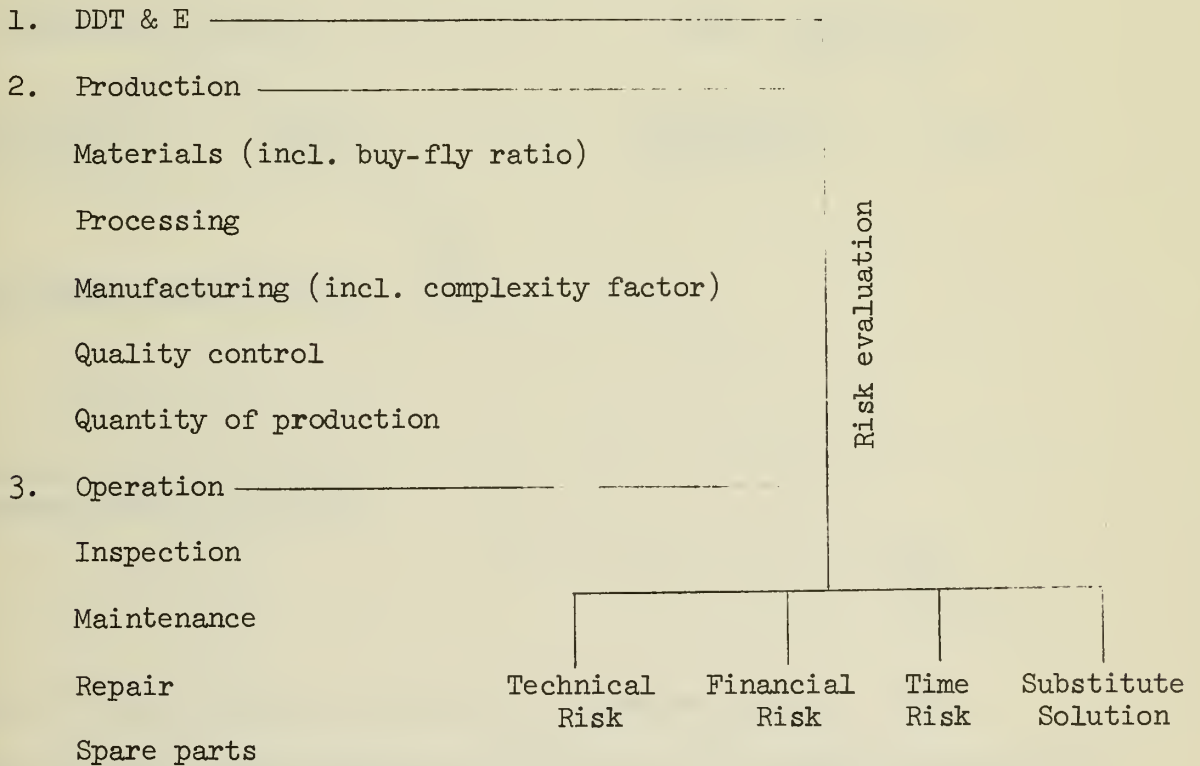 1. DDT & E
2. Production
Materials (incl. buy-fly ratio)
Processing
Manufacturing (incl. complexity factor)
Quality control
Quantity of production
3. Operation
Inspection
Maintenance
Repair
Spare parts
Risk evaluation
Technical Risk
Financial Risk
Time Risk
Substitute Solution